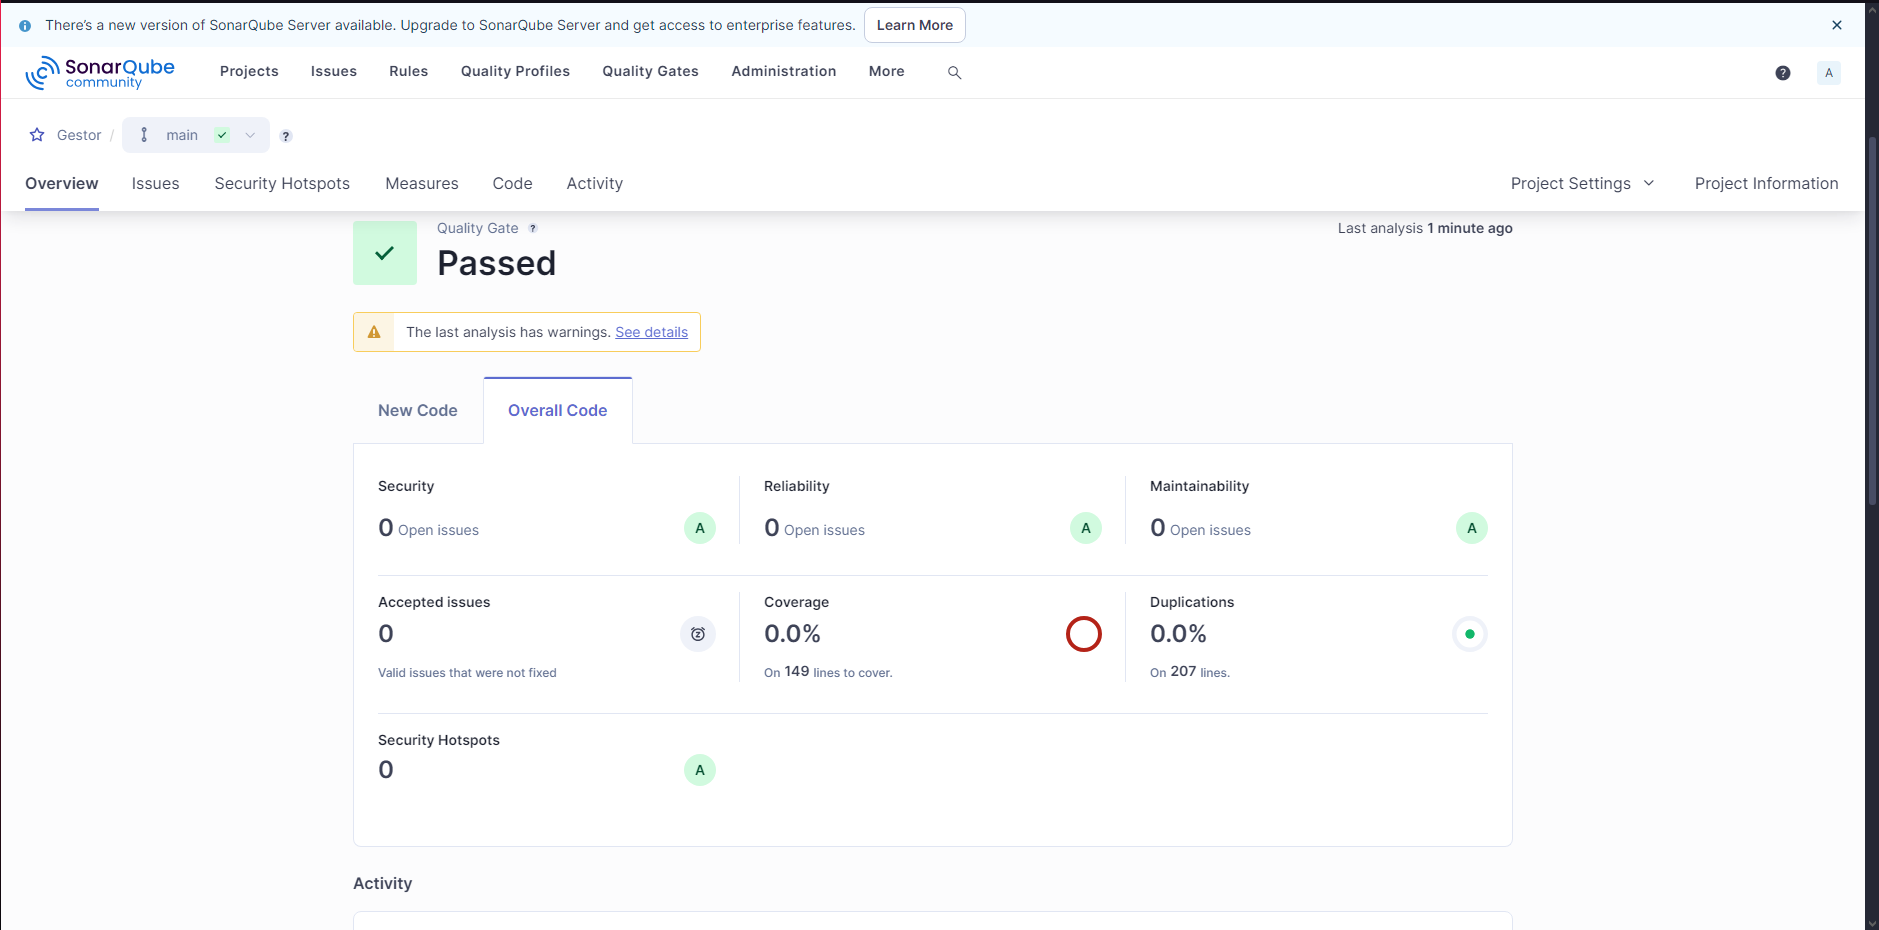 There's a new version of SonarQube Server available. Upgrade to SonarQube Server and get access to enterprise features. Learn More
SonarQube community Projects Issues Rules Quality Profiles Quality Gates Administration More ? A
Gestor / main ?
Overview Issues Security Hotspots Measures Code Activity Project Settings Project Information
Quality Gate ? Last analysis 1 minute ago
Passed
The last analysis has warnings. See details
New Code Overall Code
Security Reliability Maintainability
0 Open issues A 0 Open issues A 0 Open issues A
Accepted issues Coverage Duplications
0 0.0% 0.0%
Valid issues that were not fixed On 149 lines to cover. On 207 lines.
Security Hotspots
0 A
Activity